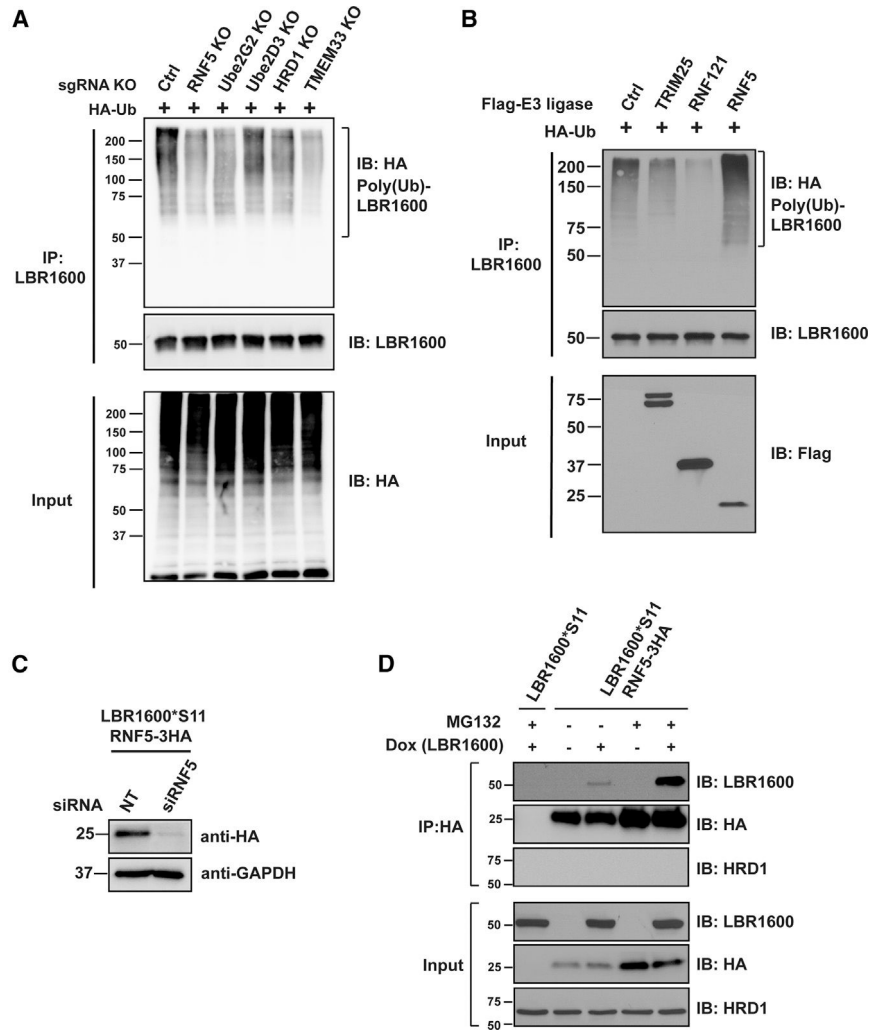 A
sgRNA KO
Ctrl
RNF5 KO
Ube2G2 KO
Ube2D3 KO
HRD1 KO
TMEM33 KO
HA-Ub + + + + + +
200
150
100
75
50
37
IP:
LBR1600
IB: HA
Poly(Ub)-
LBR1600
50
IB: LBR1600
Input
200
150
100
75
50
37
IB: HA
B
Flag-E3 ligase
Ctrl
TRIM25
RNF121
RNF5
HA-Ub + + + +
200
150
75
50
IP:
LBR1600
IB: HA
Poly(Ub)-
LBR1600
50
IB: LBR1600
Input
75
50
37
25
IB: Flag
C
LBR1600*S11
RNF5-3HA
siRNA
NT
siRNF5
25
anti-HA
37
anti-GAPDH
D
LBR1600*S11
LBR1600*S11
RNF5-3HA
MG132 + - - + +
Dox (LBR1600) + - + - +
IP:HA
50
IB: LBR1600
25
IB: HA
75
50
IB: HRD1
Input
50
IB: LBR1600
25
IB: HA
75
50
IB: HRD1